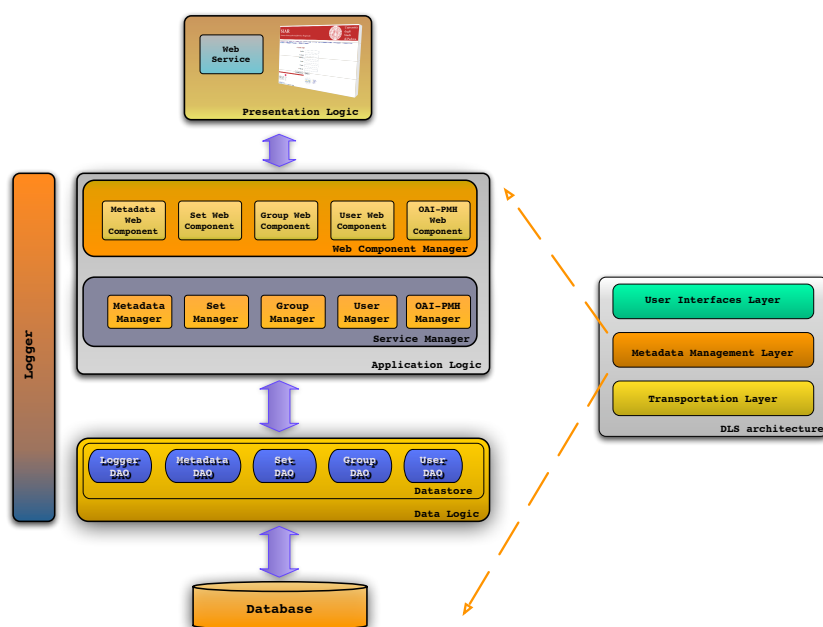 Web
Service
Presentation Logic
Metadata
Web
Component
Set Web
Component
Group Web
Component
User Web
Component
OAI-PMH
Web
Component
Web Component Manager
Metadata
Manager
Set
Manager
Group
Manager
User
Manager
OAI-PMH
Manager
Service Manager
Application Logic
Logger
Logger
DAO
Metadata
DAO
Set
DAO
Group
DAO
User
DAO
Datastore
Data Logic
Database
User Interfaces Layer
Metadata Management Layer
Transportation Layer
DLS architecture